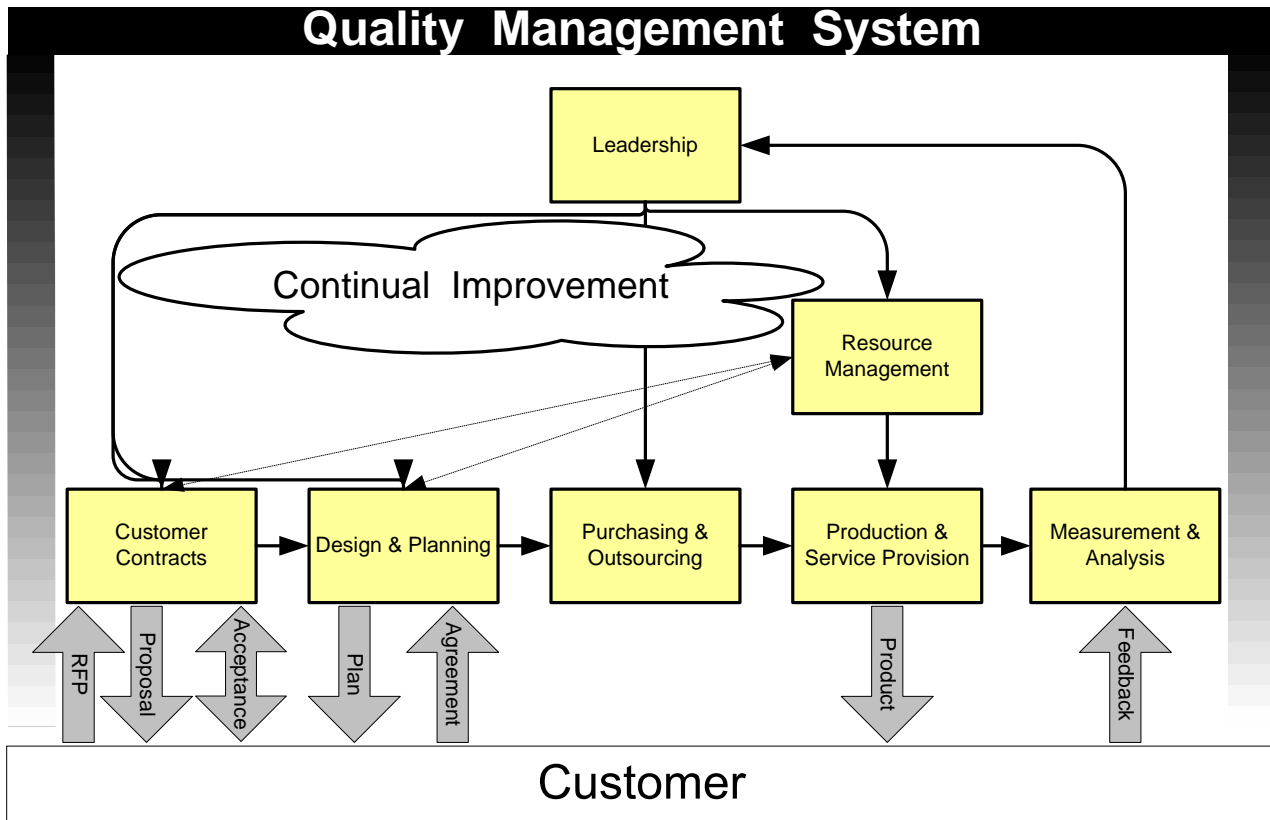 Quality Management System
Leadership
Continual Improvement
Resource
Management
Customer
Contracts
Design & Planning
Purchasing &
Outsourcing
Production &
Service Provision
Measurement &
Analysis
RFP
Proposal
Acceptance
Plan
Agreement
Product
Feedback
Customer